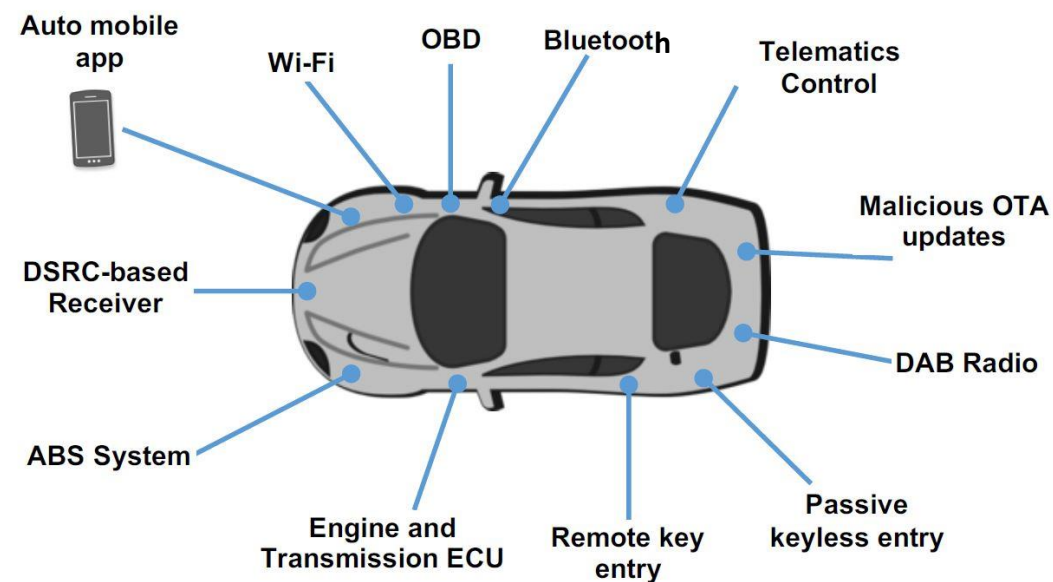 Auto mobile
app
Wi-Fi
OBD
Bluetooth
Telematics
Control
Malicious OTA
updates
DSRC-based
Receiver
DAB Radio
ABS System
Engine and
Transmission ECU
Remote key
entry
Passive
keyless entry